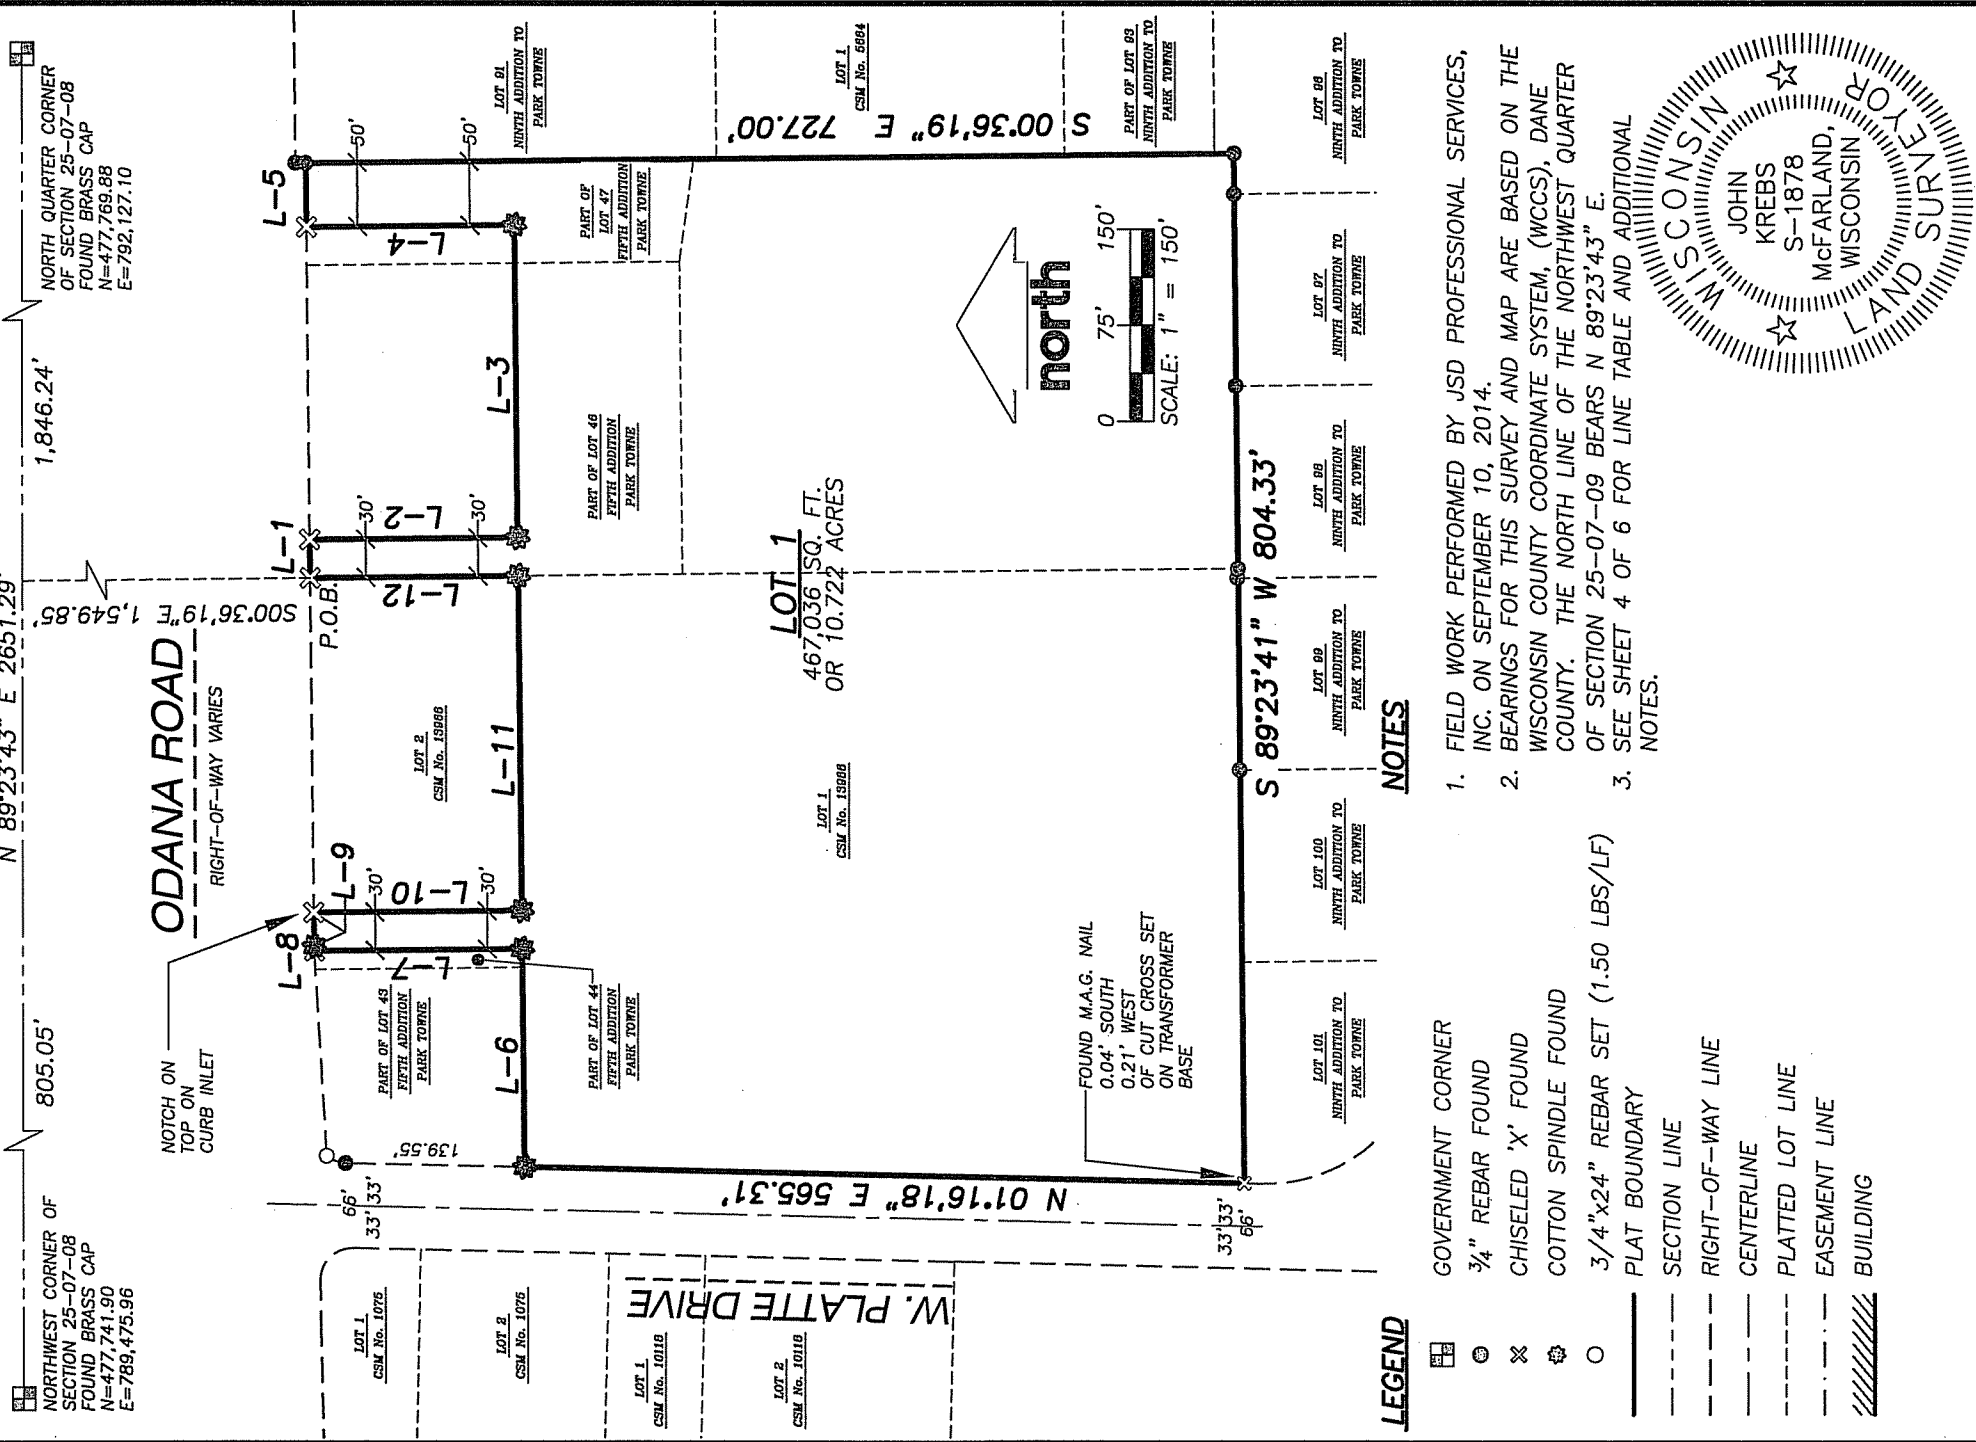 NORTHWEST CORNER OF
SECTION 25-07-08
FOUND BRASS CAP
N=477,741.90
E=789,475.96
805.05'
N 89°23'43" E 2651.29'
1,846.24'
NORTH QUARTER CORNER
OF SECTION 25-07-08
FOUND BRASS CAP
N=477,769.88
E=792,127.10
S00°36'19"E 1,549.85'
P.O.B.
ODANA ROAD
RIGHT-OF-WAY VARIES
NOTCH ON
TOP ON
CURB INLET
L-8
L-9
L-1
L-5
30'
L-10
30'
L-7
L-12
30'
L-2
30'
50'
L-4
50'
L-6
L-11
L-3
139.55'
66'
33'
33'
LOT 2
CSM No. 13988
PART OF LOT 43
FIFTH ADDITION
PARK TOWNE
PART OF LOT 44
FIFTH ADDITION
PARK TOWNE
PART OF LOT 46
FIFTH ADDITION
PARK TOWNE
PART OF
LOT 47
FIFTH ADDITION
PARK TOWNE
LOT 91
NINTH ADDITION TO
PARK TOWNE
LOT 1
CSM No. 5684
PART OF LOT 93
NINTH ADDITION TO
PARK TOWNE
S 00°36'19" E 727.00'
LOT 1
467,036 SQ. FT.
OR 10.722 ACRES
LOT 1
CSM No. 13988
north
0 75' 150'
SCALE: 1" = 150'
N 01°16'18" E 565.31'
W. PLATTE DRIVE
LOT 1
CSM No. 1075
LOT 2
CSM No. 1075
LOT 1
CSM No. 10118
LOT 2
CSM No. 10118
FOUND M.A.G. NAIL
0.04' SOUTH
0.21' WEST
OF CUT CROSS SET
ON TRANSFORMER
BASE
33'
33'
66'
S 89°23'41" W 804.33'
LOT 101
NINTH ADDITION TO
PARK TOWNE
LOT 100
NINTH ADDITION TO
PARK TOWNE
LOT 99
NINTH ADDITION TO
PARK TOWNE
LOT 98
NINTH ADDITION TO
PARK TOWNE
LOT 97
NINTH ADDITION TO
PARK TOWNE
LOT 96
NINTH ADDITION TO
PARK TOWNE
LEGEND
GOVERNMENT CORNER
¾" REBAR FOUND
CHISELED 'X' FOUND
COTTON SPINDLE FOUND
3/4"x24" REBAR SET (1.50 LBS/LF)
PLAT BOUNDARY
SECTION LINE
RIGHT-OF-WAY LINE
CENTERLINE
PLATTED LOT LINE
EASEMENT LINE
BUILDING
NOTES
1. FIELD WORK PERFORMED BY JSD PROFESSIONAL SERVICES,
INC. ON SEPTEMBER 10, 2014.
2. BEARINGS FOR THIS SURVEY AND MAP ARE BASED ON THE
WISCONSIN COUNTY COORDINATE SYSTEM, (WCCS), DANE
COUNTY. THE NORTH LINE OF THE NORTHWEST QUARTER
OF SECTION 25-07-09 BEARS N 89°23'43" E.
3. SEE SHEET 4 OF 6 FOR LINE TABLE AND ADDITIONAL
NOTES.
WISCONSIN
JOHN
KREBS
S-1878
McFARLAND,
WISCONSIN
LAND SURVEYOR